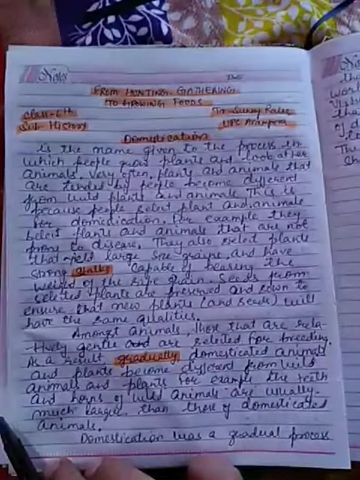 Notes
Date
FROM HUNTING GATHERING
TO GROWING FOODS
Class-6th
Sub-History
UPS
Domestication
is the name given to the process in
which people grow plants and look after
animals. Very often, plants and animals that
are tended by people become different
from wild plants and animals. This is
because people select plant and animals
for domestication. For example they
select plants and animals that are not
prone to disease. They also select plants
that yield large size grains, and have
strong capable of bearing the
of the ripe grain. Seeds from
selected plants are preserved and sown to
ensure that new plants (and seeds) will
have the same qualities.
Amongst animals, those that are rela-
tively gentle are selected for breeding.
As a result gradually domesticated animals
and plants become different from wild
animals and plants. For example the teeth
and horns of wild animals are usually
much larger than those of domesticated
animals.
Domestication was a gradual process